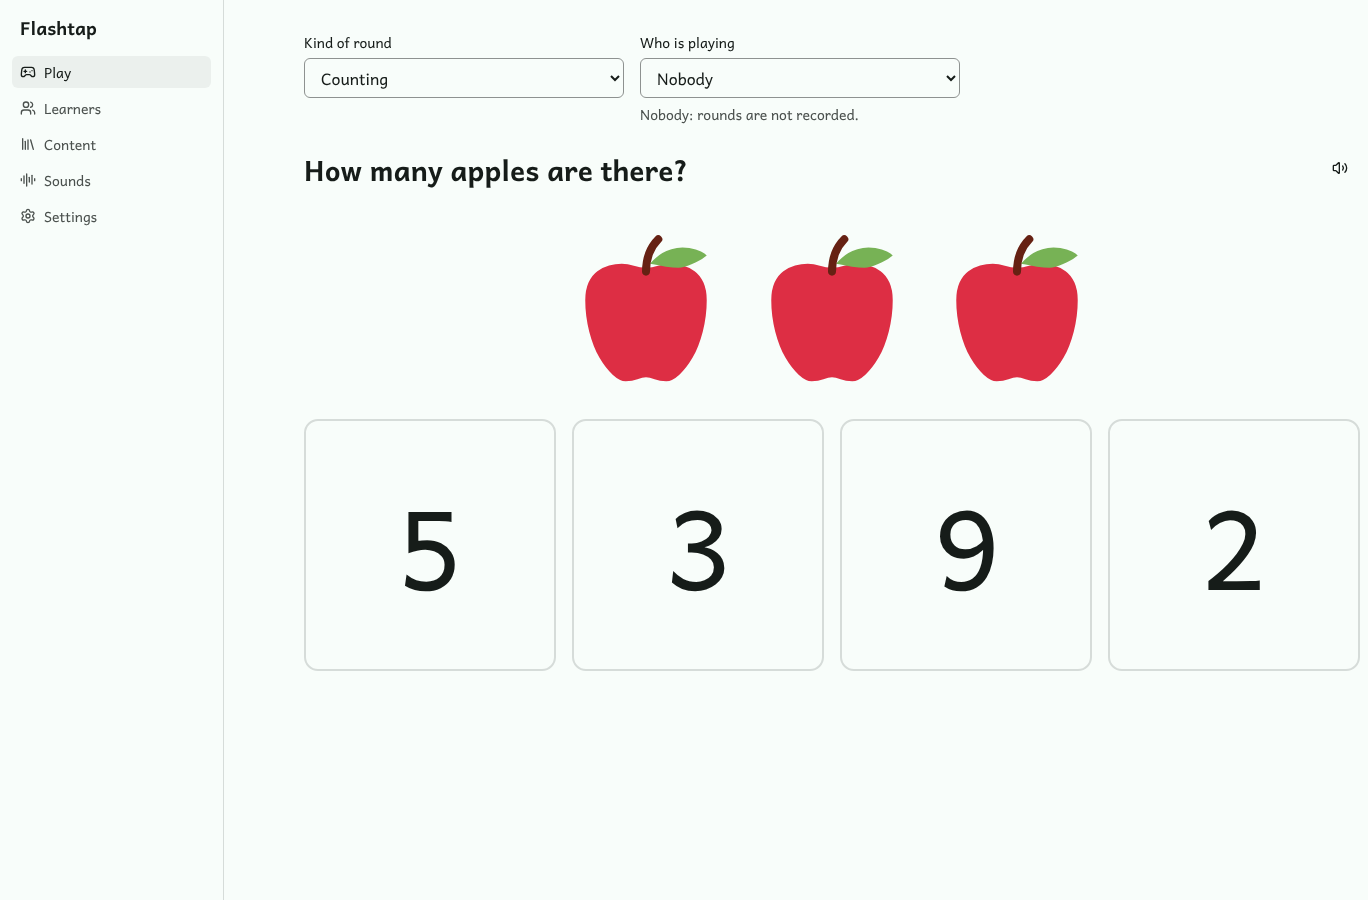 Flashtap
Play
Learners
Content
Sounds
Settings
Kind of round
Counting
Who is playing
Nobody
Nobody: rounds are not recorded.
How many apples are there?
5
3
9
2